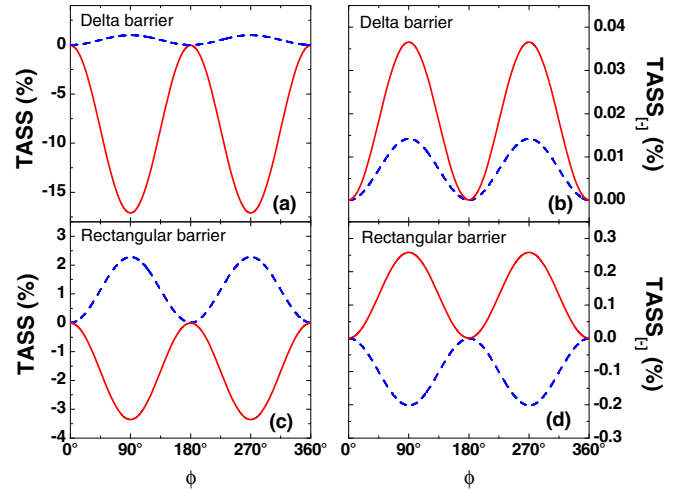 Delta barrier
0
-5
-10
-15
TASS (%)
(a)
Delta barrier
0.04
0.03
0.02
0.01
0.00
TASS[-] (%)
(b)
Rectangular barrier
3
2
1
0
-1
-2
-3
-4
TASS (%)
(c)
0° 90° 180° 270° 360°
ϕ
Rectangular barrier
0.3
0.2
0.1
0.0
-0.1
-0.2
-0.3
TASS[-] (%)
(d)
0° 90° 180° 270° 360°
ϕ